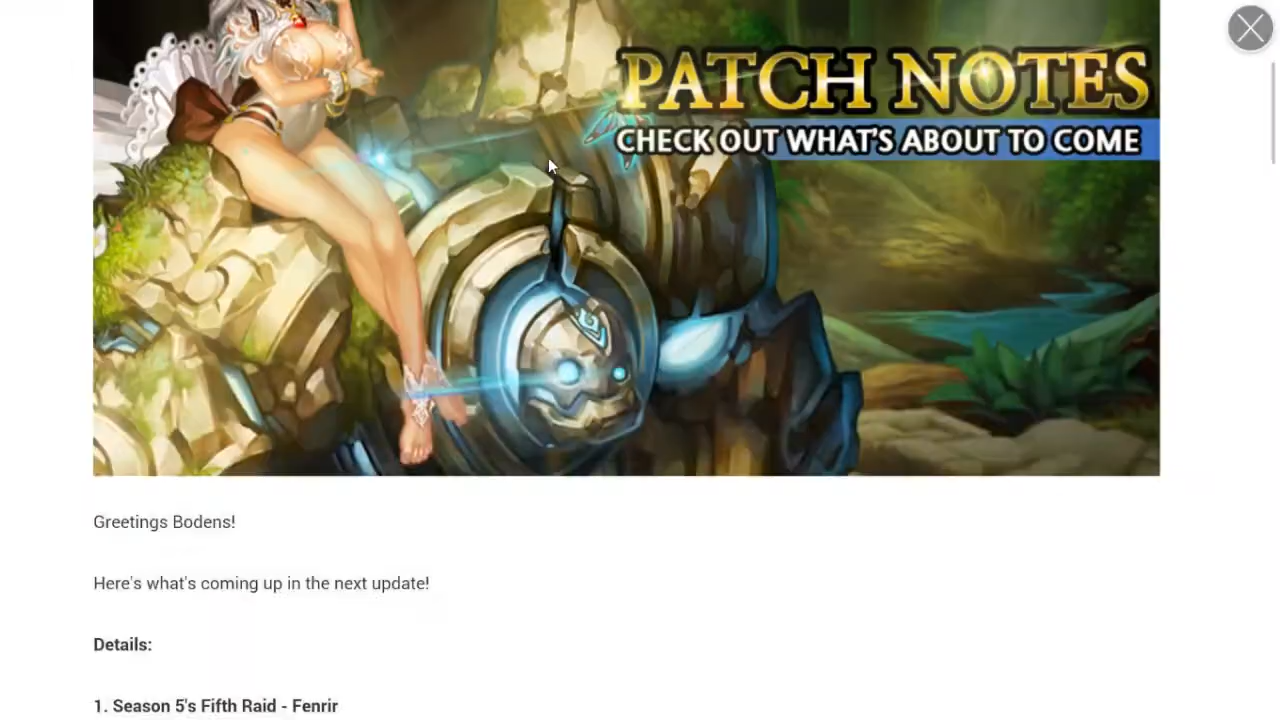 PATCH NOTES
CHECK OUT WHAT'S ABOUT TO COME
Greetings Bodens!
Here's what's coming up in the next update!
Details:
1. Season 5's Fifth Raid - Fenrir